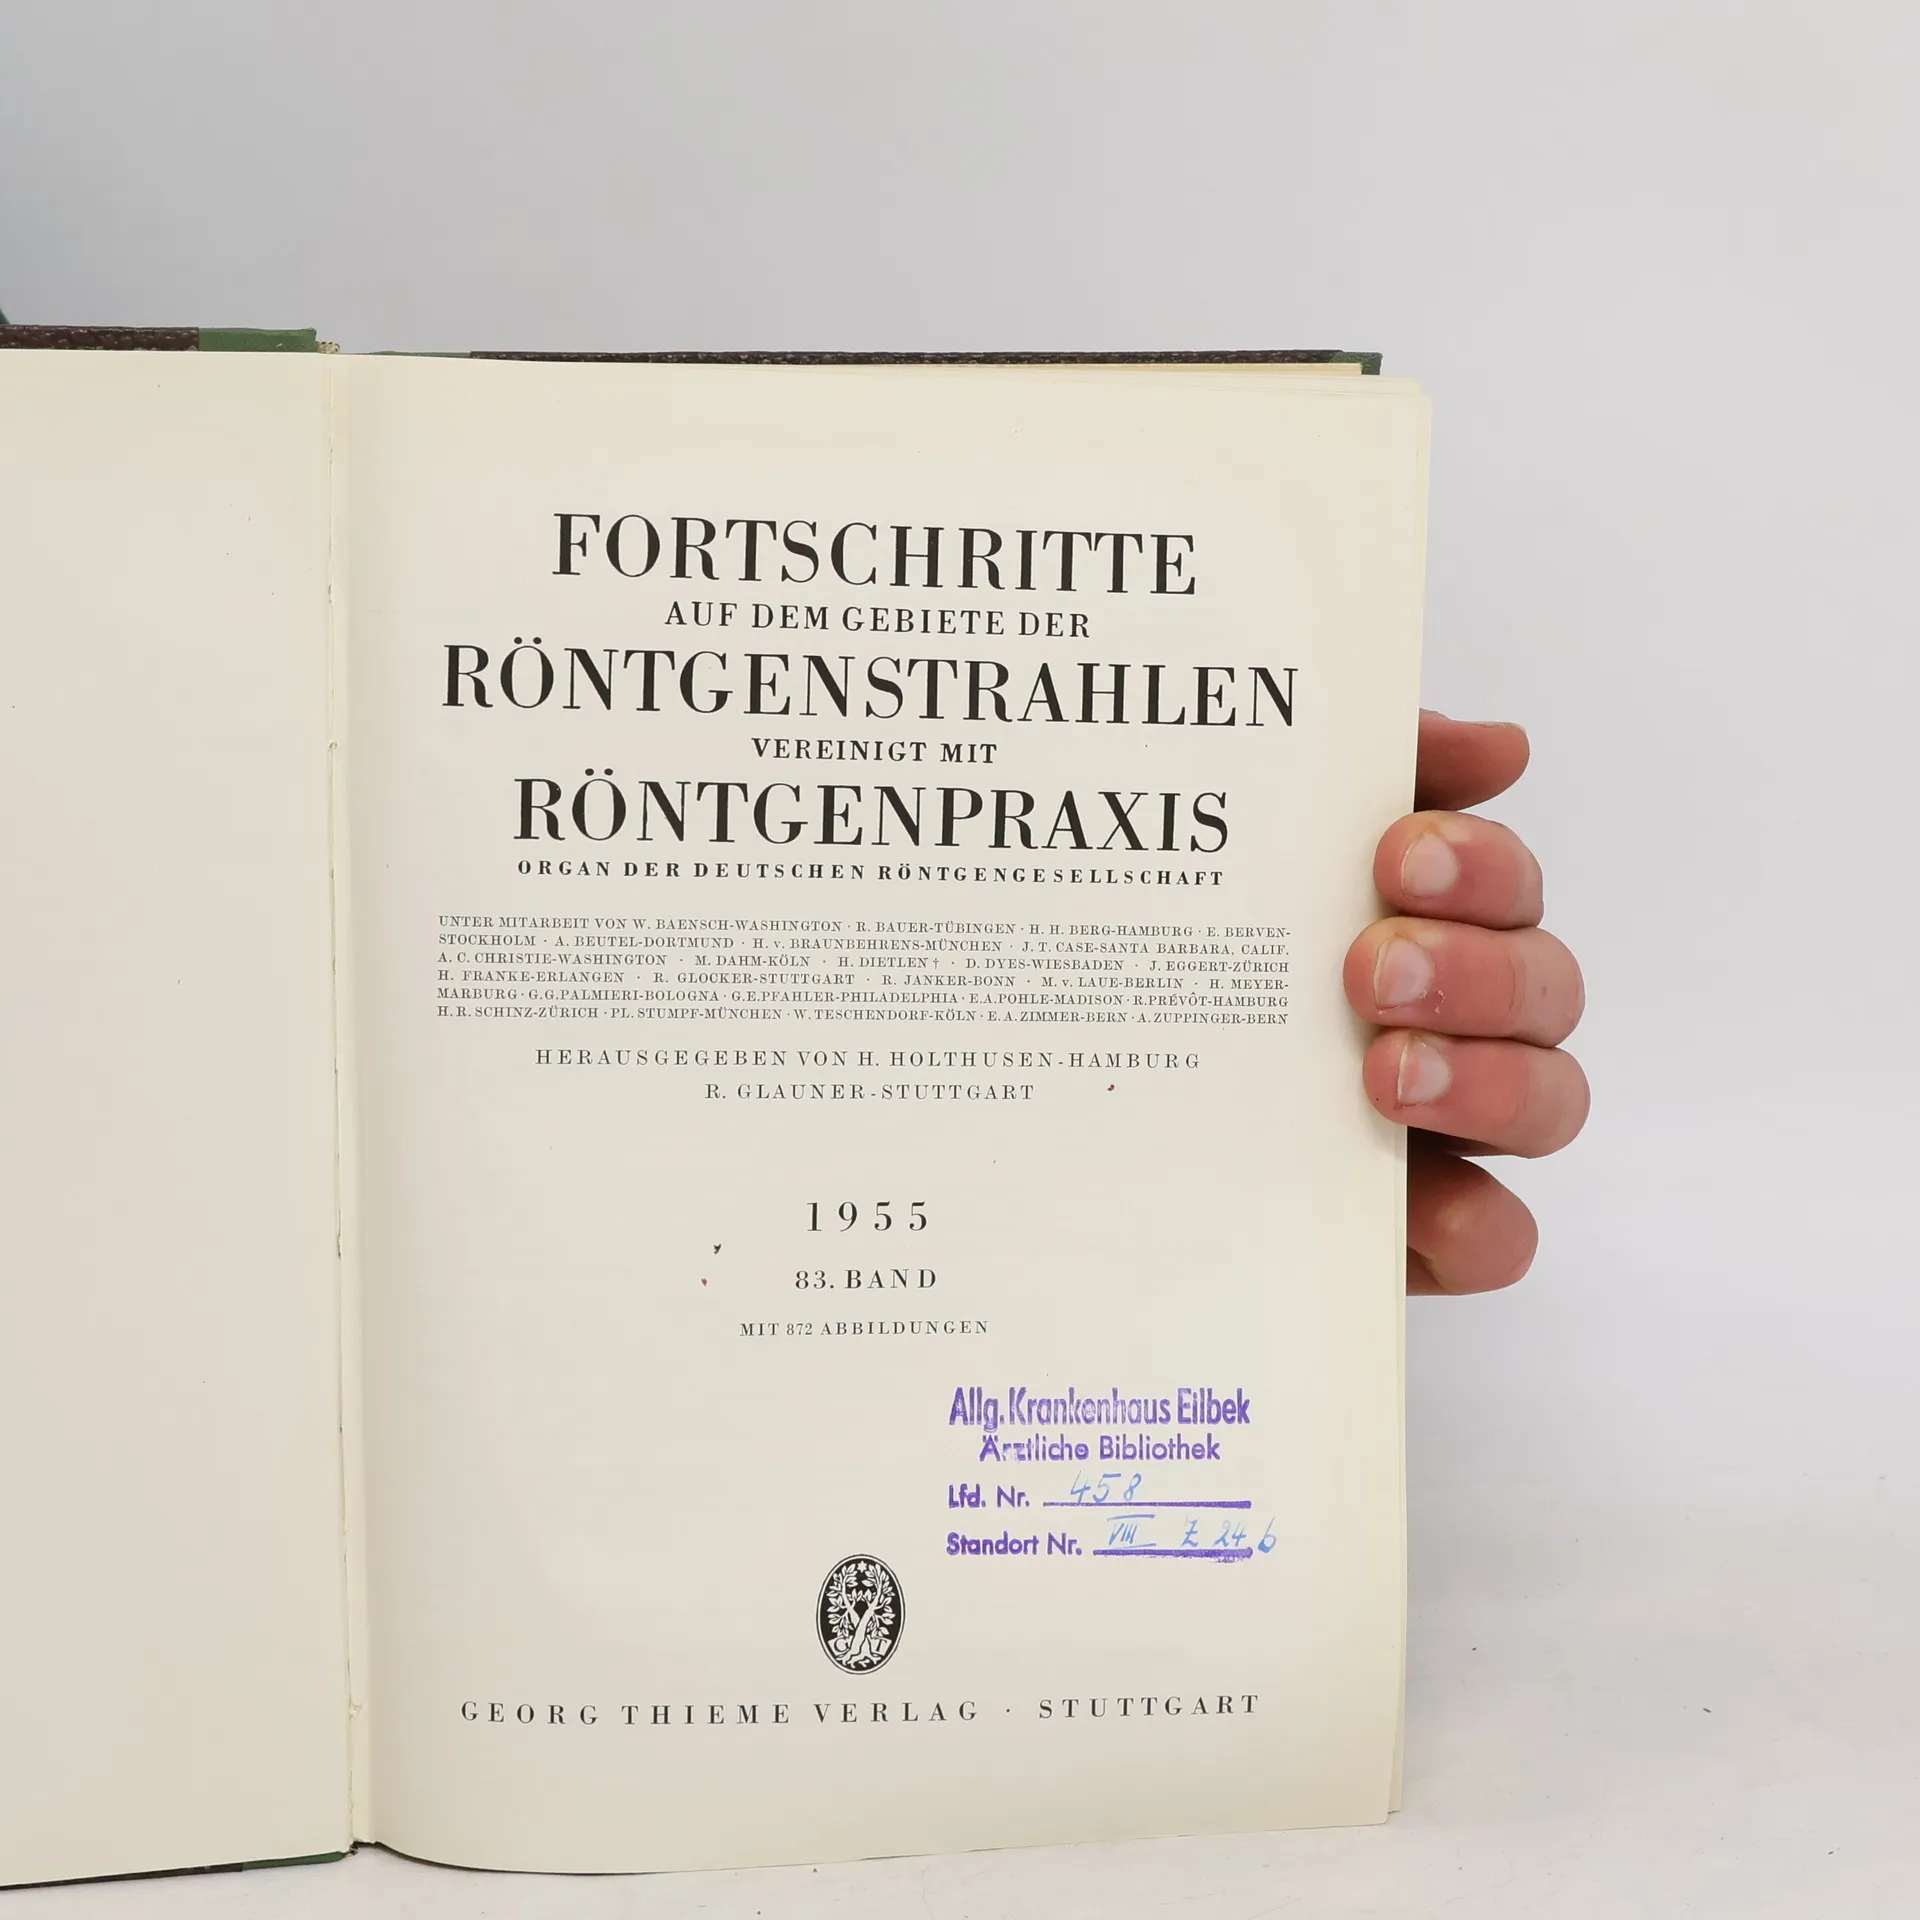 FORTSCHRITTE
AUF DEM GEBIETE DER
RÖNTGENSTRAHLEN
VEREINIGT MIT
RÖNTGENPRAXIS
ORGAN DER DEUTSCHEN RÖNTGENGESELLSCHAFT
UNTER MITARBEIT VON W. BAENSCH-WASHINGTON · R. BAUER-TÜBINGEN · H. H. BERG-HAMBURG · E. BERVEN-
STOCKHOLM · A. BEUTEL-DORTMUND · H. v. BRAUNBEHRENS-MÜNCHEN · J. T. CASE-SANTA BARBARA, CALIF.
A. C. CHRISTIE-WASHINGTON · M. DAHM-KÖLN · H. DIETLEN † · D. DYES-WIESBADEN · J. EGGERT-ZÜRICH
H. FRANKE-ERLANGEN · R. GLOCKER-STUTTGART · R. JANKER-BONN · M. v. LAUE-BERLIN · H. MEYER-
MARBURG · G. G. PALMIERI-BOLOGNA · G. E. PFAHLER-PHILADELPHIA · E. A. POHLE-MADISON · R. PRÉVÔT-HAMBURG
H. R. SCHINZ-ZÜRICH · PL. STUMPF-MÜNCHEN · W. TESCHENDORF-KÖLN · E. A. ZIMMER-BERN · A. ZUPPINGER-BERN
HERAUSGEGEBEN VON H. HOLTHUSEN-HAMBURG
R. GLAUNER-STUTTGART
1955
83. BAND
MIT 872 ABBILDUNGEN
Allg. Krankenhaus Eilbek
Ärztliche Bibliothek
Lfd. Nr. 458
Standort Nr. VIII Z 24 b
G T
GEORG THIEME VERLAG · STUTTGART